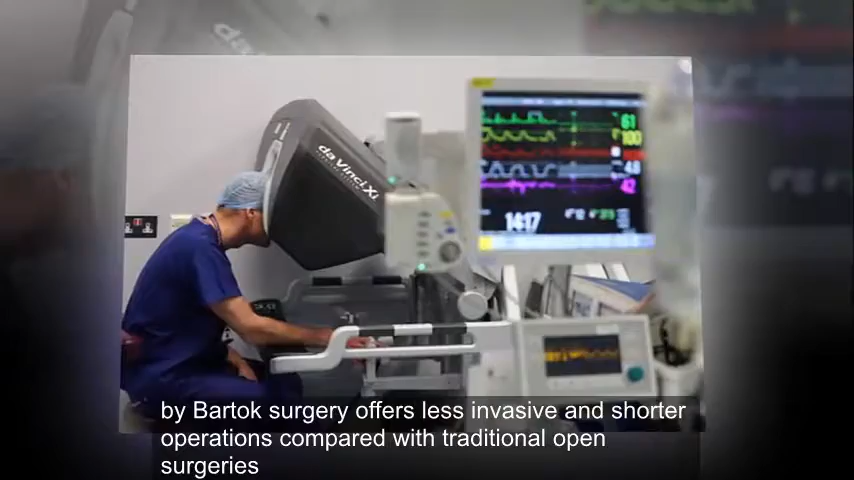 da Vinci Xi
61
100
42
14:17
by Bartok surgery offers less invasive and shorter
operations compared with traditional open
surgeries